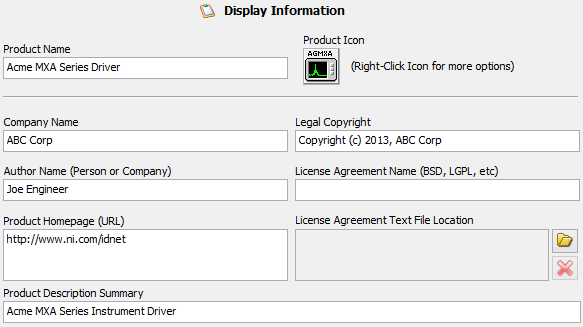 Display Information
Product Icon
Product Name
AGMXA
Acme MXA Series Driver
(Right-Click Icon for more options)
Company Name
Legal Copyright
ABC Corp
Copyright (c) 2013, ABC Corp
Author Name (Person or Company)
License Agreement Name (BSD, LGPL, etc)
Joe Engineer
Product Homepage (URL)
License Agreement Text File Location
http://www.ni.com/idnet
Product Description Summary
Acme MXA Series Instrument Driver